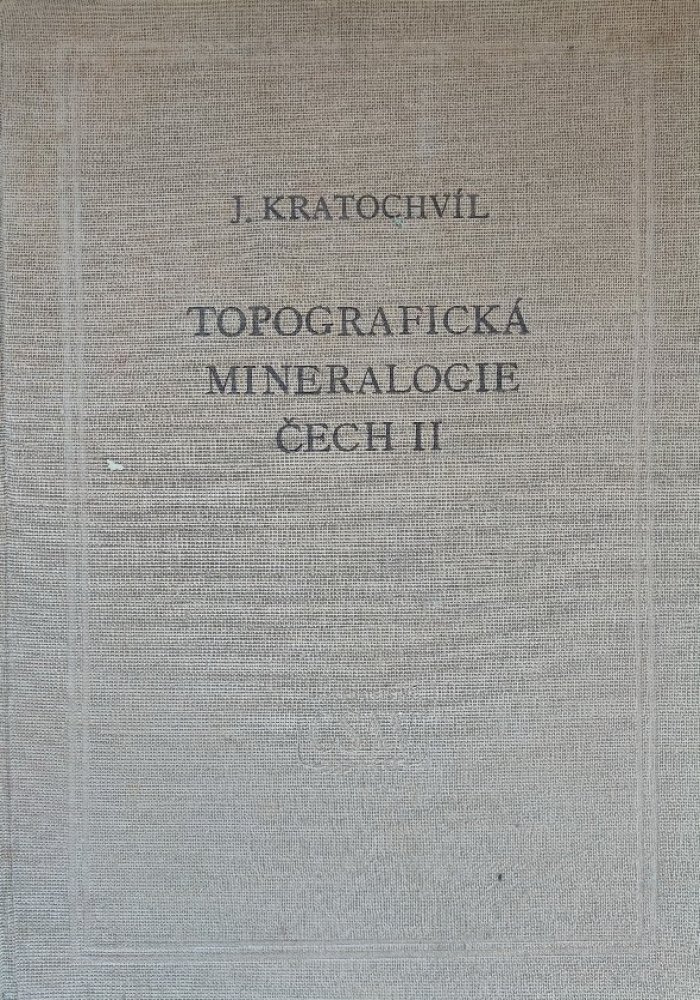 J. KRATOCHVÍL
TOPOGRAFICKÁ
MINERALOGIE
ČECH II